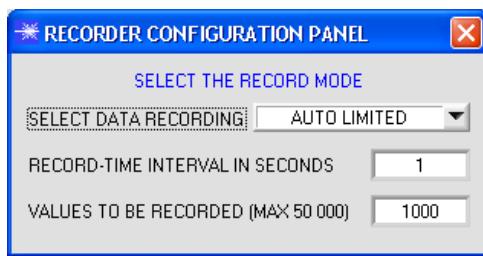 RECORDER CONFIGURATION PANEL
SELECT THE RECORD MODE
SELECT DATA RECORDING AUTO LIMITED
RECORD-TIME INTERVAL IN SECONDS 1
VALUES TO BE RECORDED (MAX 50 000) 1000